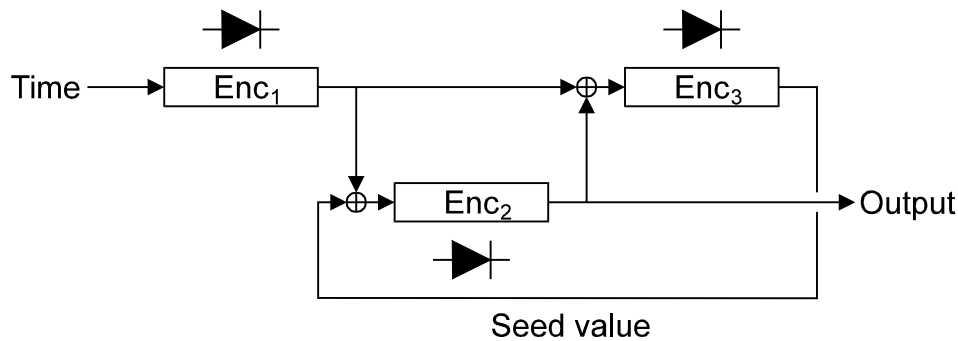 Time
Enc₁
Enc₃
Enc₂
Output
Seed value